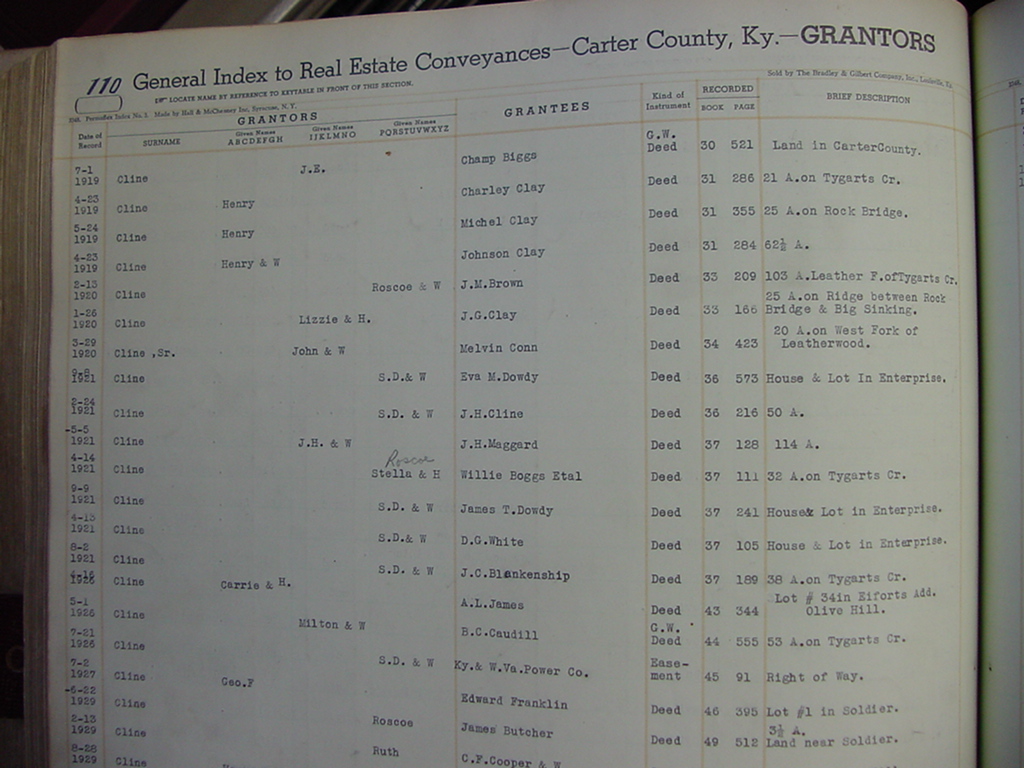 110 General Index to Real Estate Conveyances—Carter County, Ky.—GRANTORS
LOCATE NAME BY REFERENCE TO KEYTABLE IN FRONT OF THIS SECTION.
Sold by The Bradley & Gilbert Company, Inc., Louisville, Ky.
Made by Hall & McChesney Inc, Syracuse, N. Y.
Date of Record GRANTORS GRANTEES Kind of Instrument RECORDED BRIEF DESCRIPTION
SURNAME Given Names ABCDEFGH Given Names IJKLMNO Given Names PQRSTUVWXYZ BOOK PAGE
7-1 1919 Cline J.E. Champ Biggs G.W. Deed 30 521 Land in CarterCounty.
4-23 1919 Cline Henry Charley Clay Deed 31 286 21 A.on Tygarts Cr.
5-24 1919 Cline Henry Michel Clay Deed 31 355 25 A.on Rock Bridge.
4-23 1919 Cline Henry & W Johnson Clay Deed 31 284 62½ A.
2-13 1920 Cline Roscoe & W J.M.Brown Deed 33 209 103 A.Leather F.ofTygarts Cr.
1-26 1920 Cline Lizzie & H. J.G.Clay Deed 33 166 25 A.on Ridge between Rock Bridge & Big Sinking.
3-29 1920 Cline ,Sr. John & W Melvin Conn Deed 34 423 20 A.on West Fork of Leatherwood.
1921 Cline S.D.& W Eva M.Dowdy Deed 36 573 House & Lot In Enterprise.
2-24 1921 Cline S.D. & W J.H.Cline Deed 36 216 50 A.
-5-5 1921 Cline J.H. & W J.H.Maggard Deed 37 128 114 A.
Roscoe
4-14 1921 Cline Stella & H Willie Boggs Etal Deed 37 111 32 A.on Tygarts Cr.
9-9 1921 Cline S.D. & W James T.Dowdy Deed 37 241 House& Lot in Enterprise.
4-13 1921 Cline S.D.& W D.G.White Deed 37 105 House & Lot in Enterprise.
8-2 1921 Cline S.D. & W J.C.Blankenship Deed 37 189 38 A.on Tygarts Cr.
1926 Cline Carrie & H. A.L.James Deed 43 344 Lot # 34in Eiforts Add. Olive Hill.
5-1 1926 Cline Milton & W B.C.Caudill G.W. Deed 44 555 53 A.on Tygarts Cr.
7-21 1926 Cline S.D. & W Ky.& W.Va.Power Co. Ease-ment 45 91 Right of Way.
7-2 1927 Cline Geo.F Edward Franklin Deed 46 395 Lot #1 in Soldier.
-6-22 1929 Cline Roscoe James Butcher Deed 49 512 3½ A. Land near Soldier.
2-13 1929 Cline Ruth C.F.Cooper & W
8-28 1929 Cline